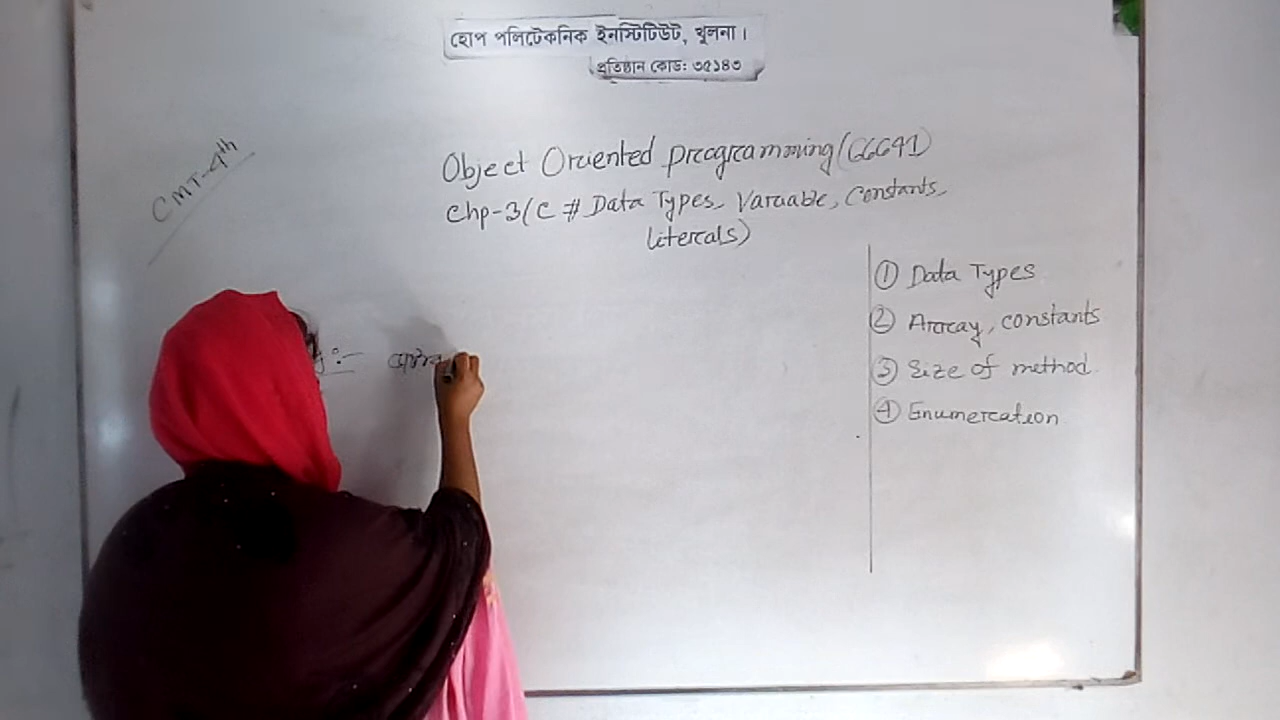 হোপ পলিটেকনিক ইনস্টিটিউট, খুলনা।
প্রতিষ্ঠান কোড: ৩৫১৪৩
CMT-4th
Object Oriented Programming (66641)
Chp-3 (C # Data Types, Variable, Constants,
literals)
① Data Types
② Array, constants
③ Size of method
④ Enumeration